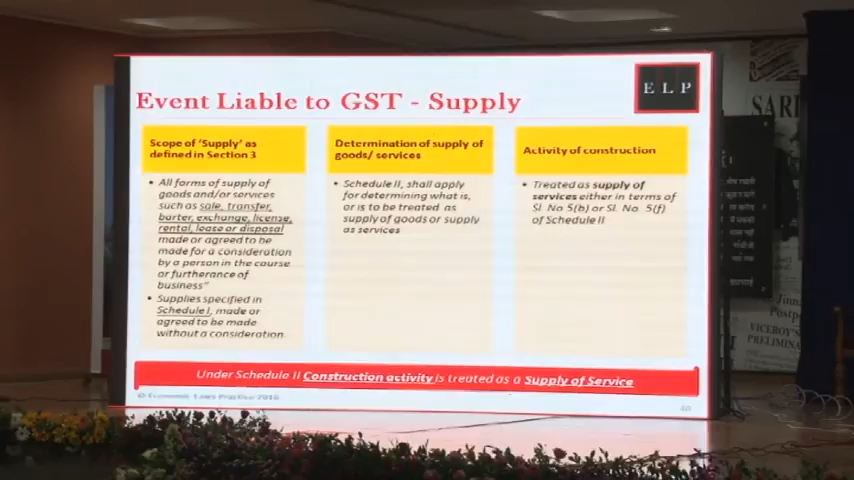 Event Liable to GST - Supply
E L P
Scope of 'Supply' as
defined in Section 3
All forms of supply of
goods and/or services
such as sale, transfer,
barter, exchange, license,
rental, lease or disposal
made or agreed to be
made for a consideration
by a person in the course
or furtherance of
business"
Supplies specified in
Schedule I, made or
agreed to be made
without a consideration.
Determination of supply of
goods/ services
Schedule II, shall apply
for determining what is,
or is to be treated as
supply of goods or supply
as services
Activity of construction
Treated as supply of
services either in terms of
Sl. No 5(b) or Sl. No. 5(f)
of Schedule II
Under Schedule II Construction activity is treated as a Supply of Service
© Economic Laws Practice 2016
40
SARD
Jinn
Postp
VICEROY'S
PRELIMINA